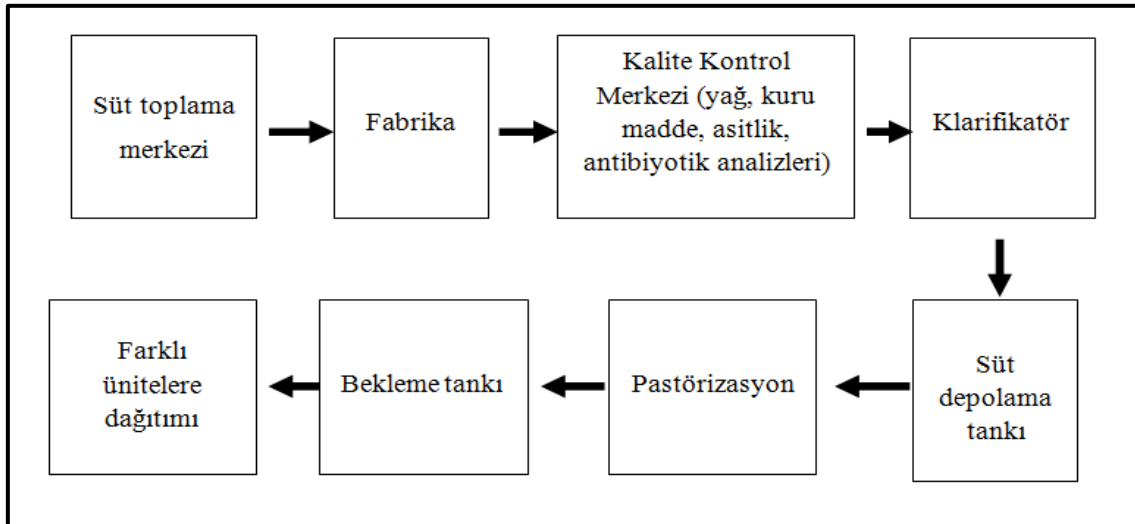 Süt toplama
merkezi
Fabrika
Kalite Kontrol
Merkezi (yağ, kuru
madde, asitlik,
antibiyotik analizleri)
Klarifikatör
Süt
depolama
tankı
Pastörizasyon
Bekleme tankı
Farklı
ünitelere
dağıtımı